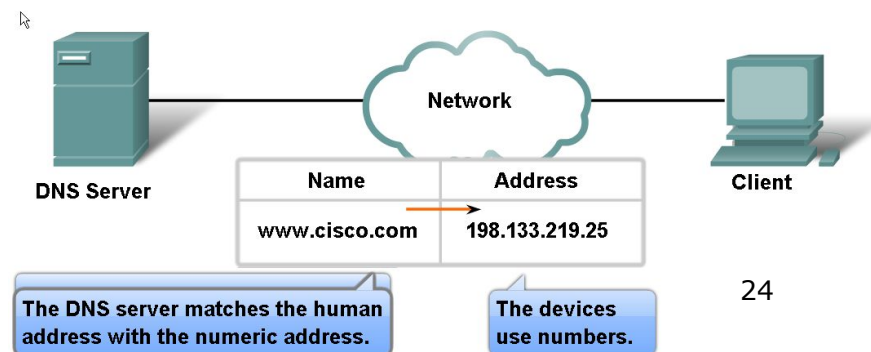 Network
DNS Server
Client
Name Address
www.cisco.com 198.133.219.25
The DNS server matches the human
address with the numeric address.
The devices
use numbers.
24